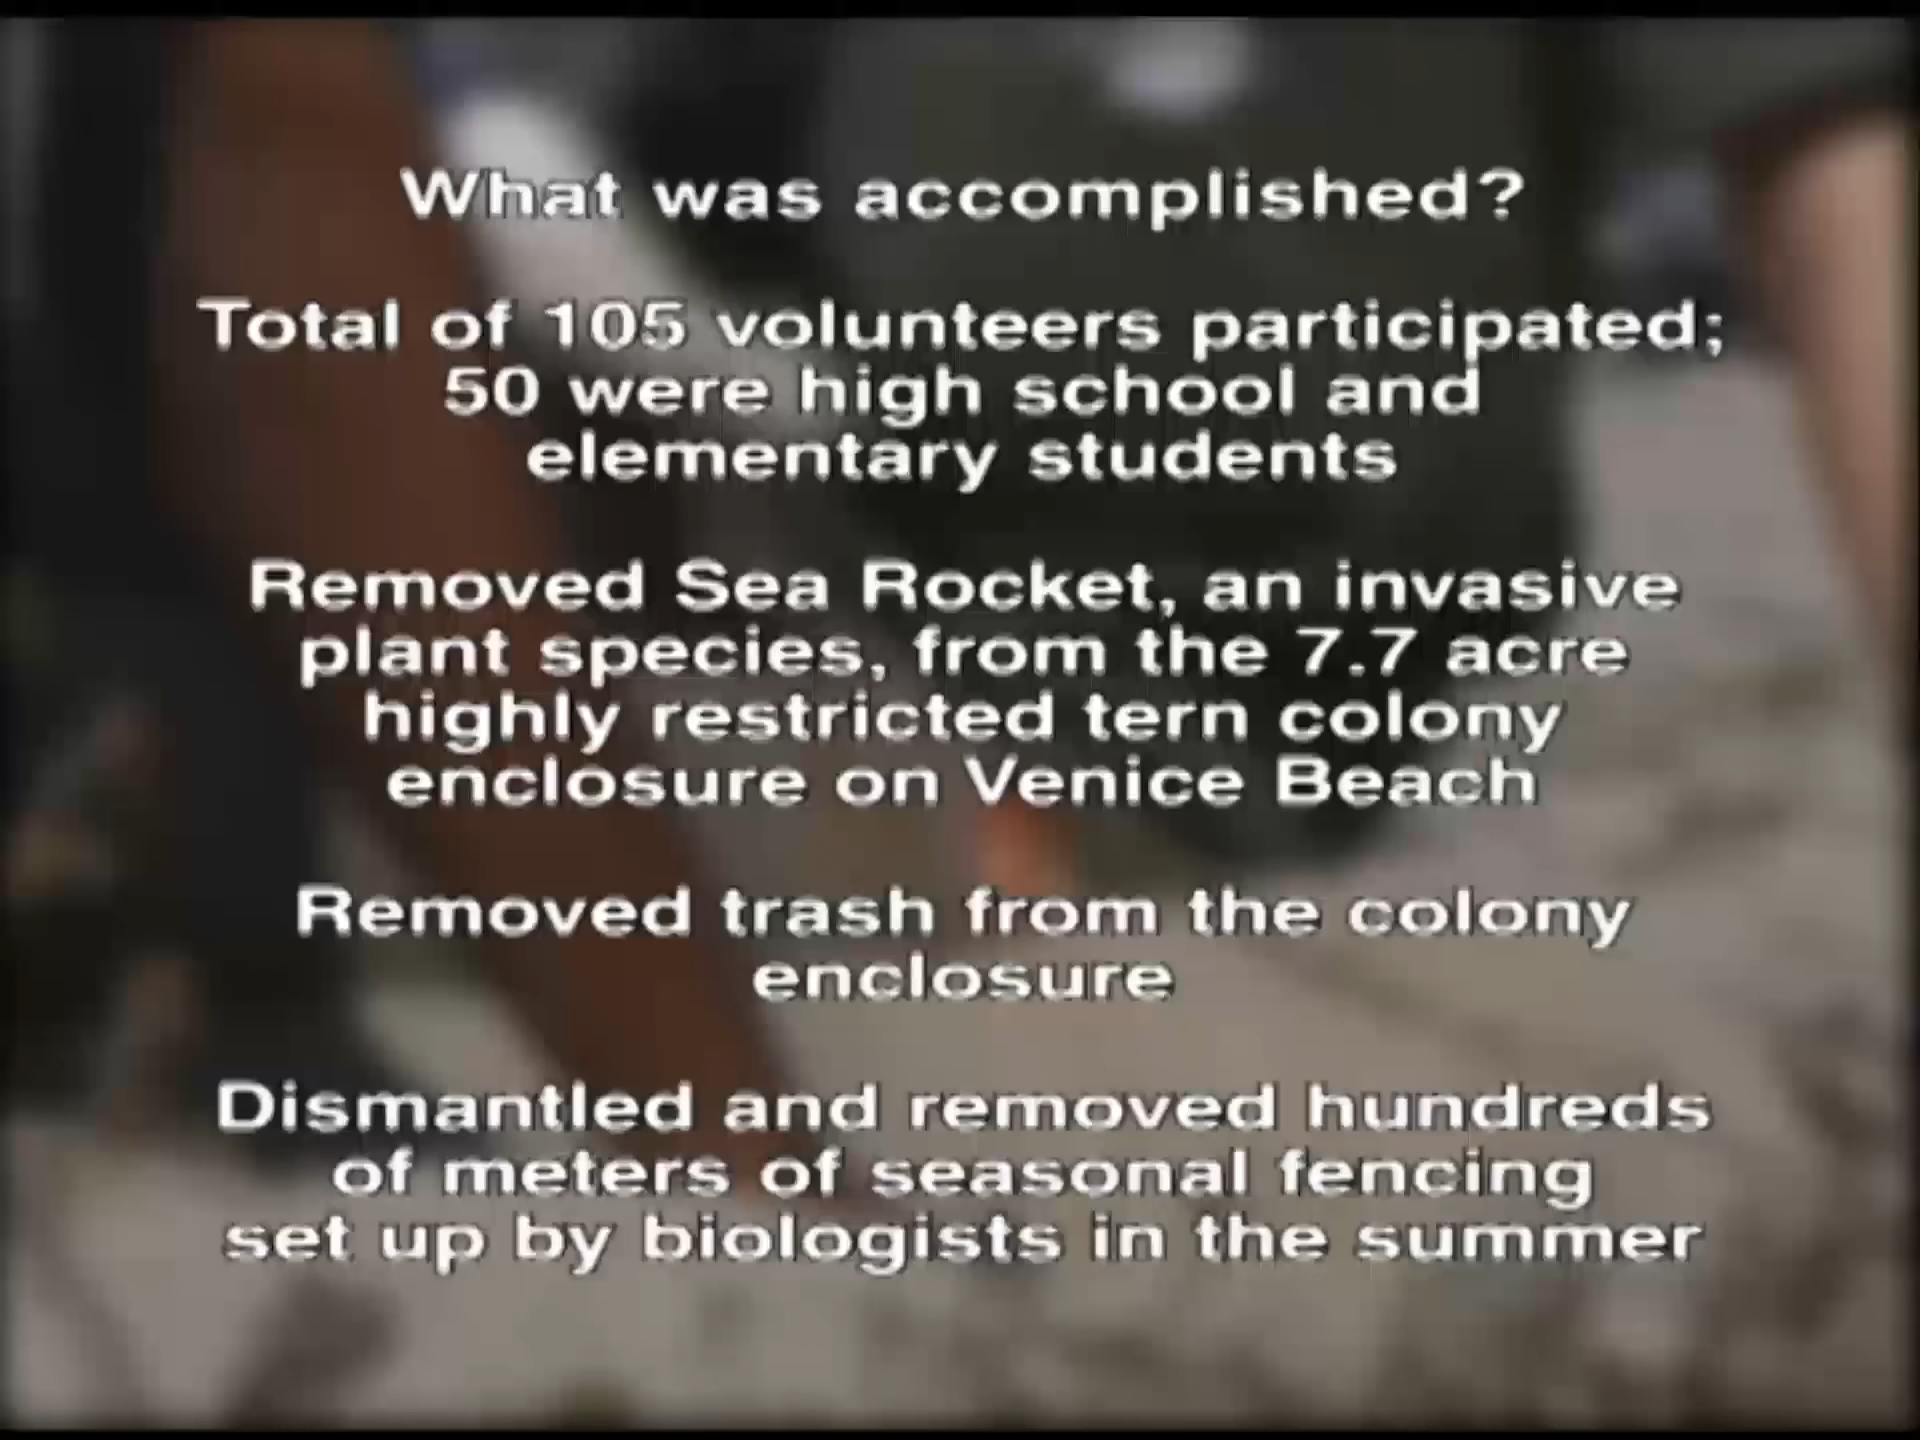 What was accomplished?
Total of 105 volunteers participated;
50 were high school and
elementary students
Removed Sea Rocket, an invasive
plant species, from the 7.7 acre
highly restricted tern colony
enclosure on Venice Beach
Removed trash from the colony
enclosure
Dismantled and removed hundreds
of meters of seasonal fencing
set up by biologists in the summer